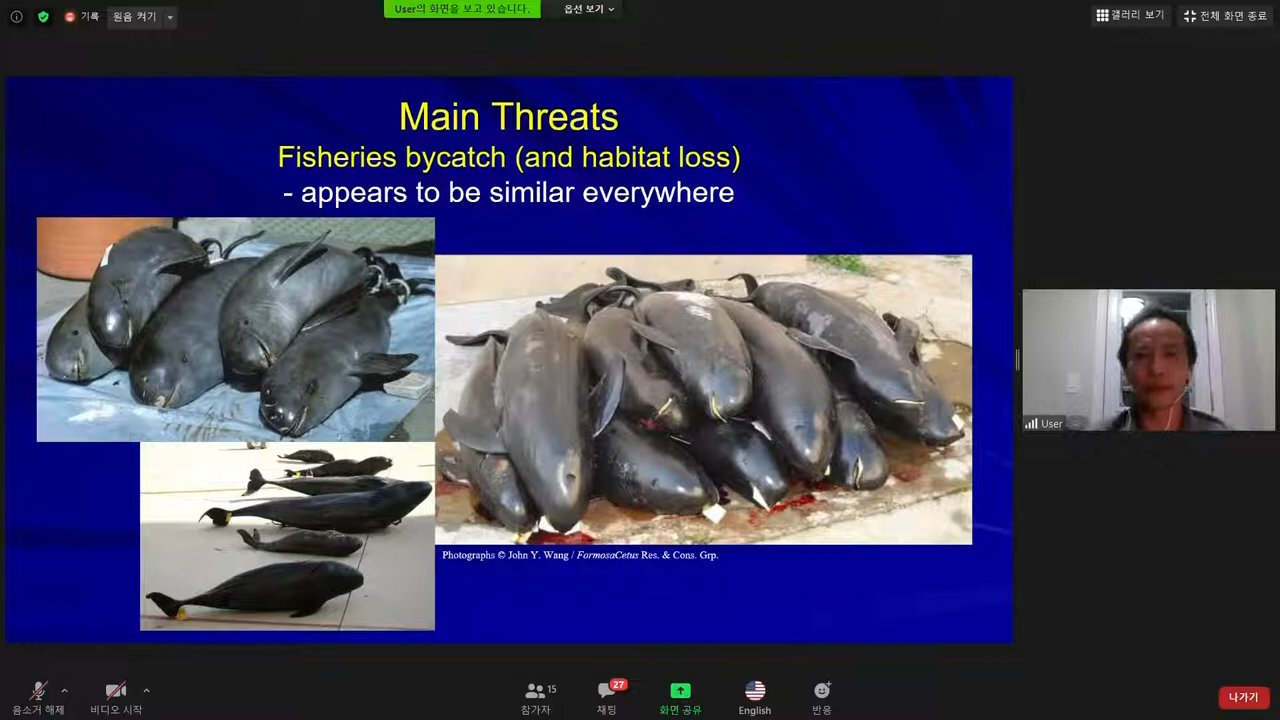 기록
원음 켜기
User의 화면을 보고 있습니다.
옵션 보기
갤러리 보기
전체 화면 종료
Main Threats
Fisheries bycatch (and habitat loss)
- appears to be similar everywhere
Photographs © John Y. Wang / FormosaCetus Res. & Cons. Grp.
User
음소거 해제
비디오 시작
15
참가자
27
채팅
화면 공유
English
반응
나가기